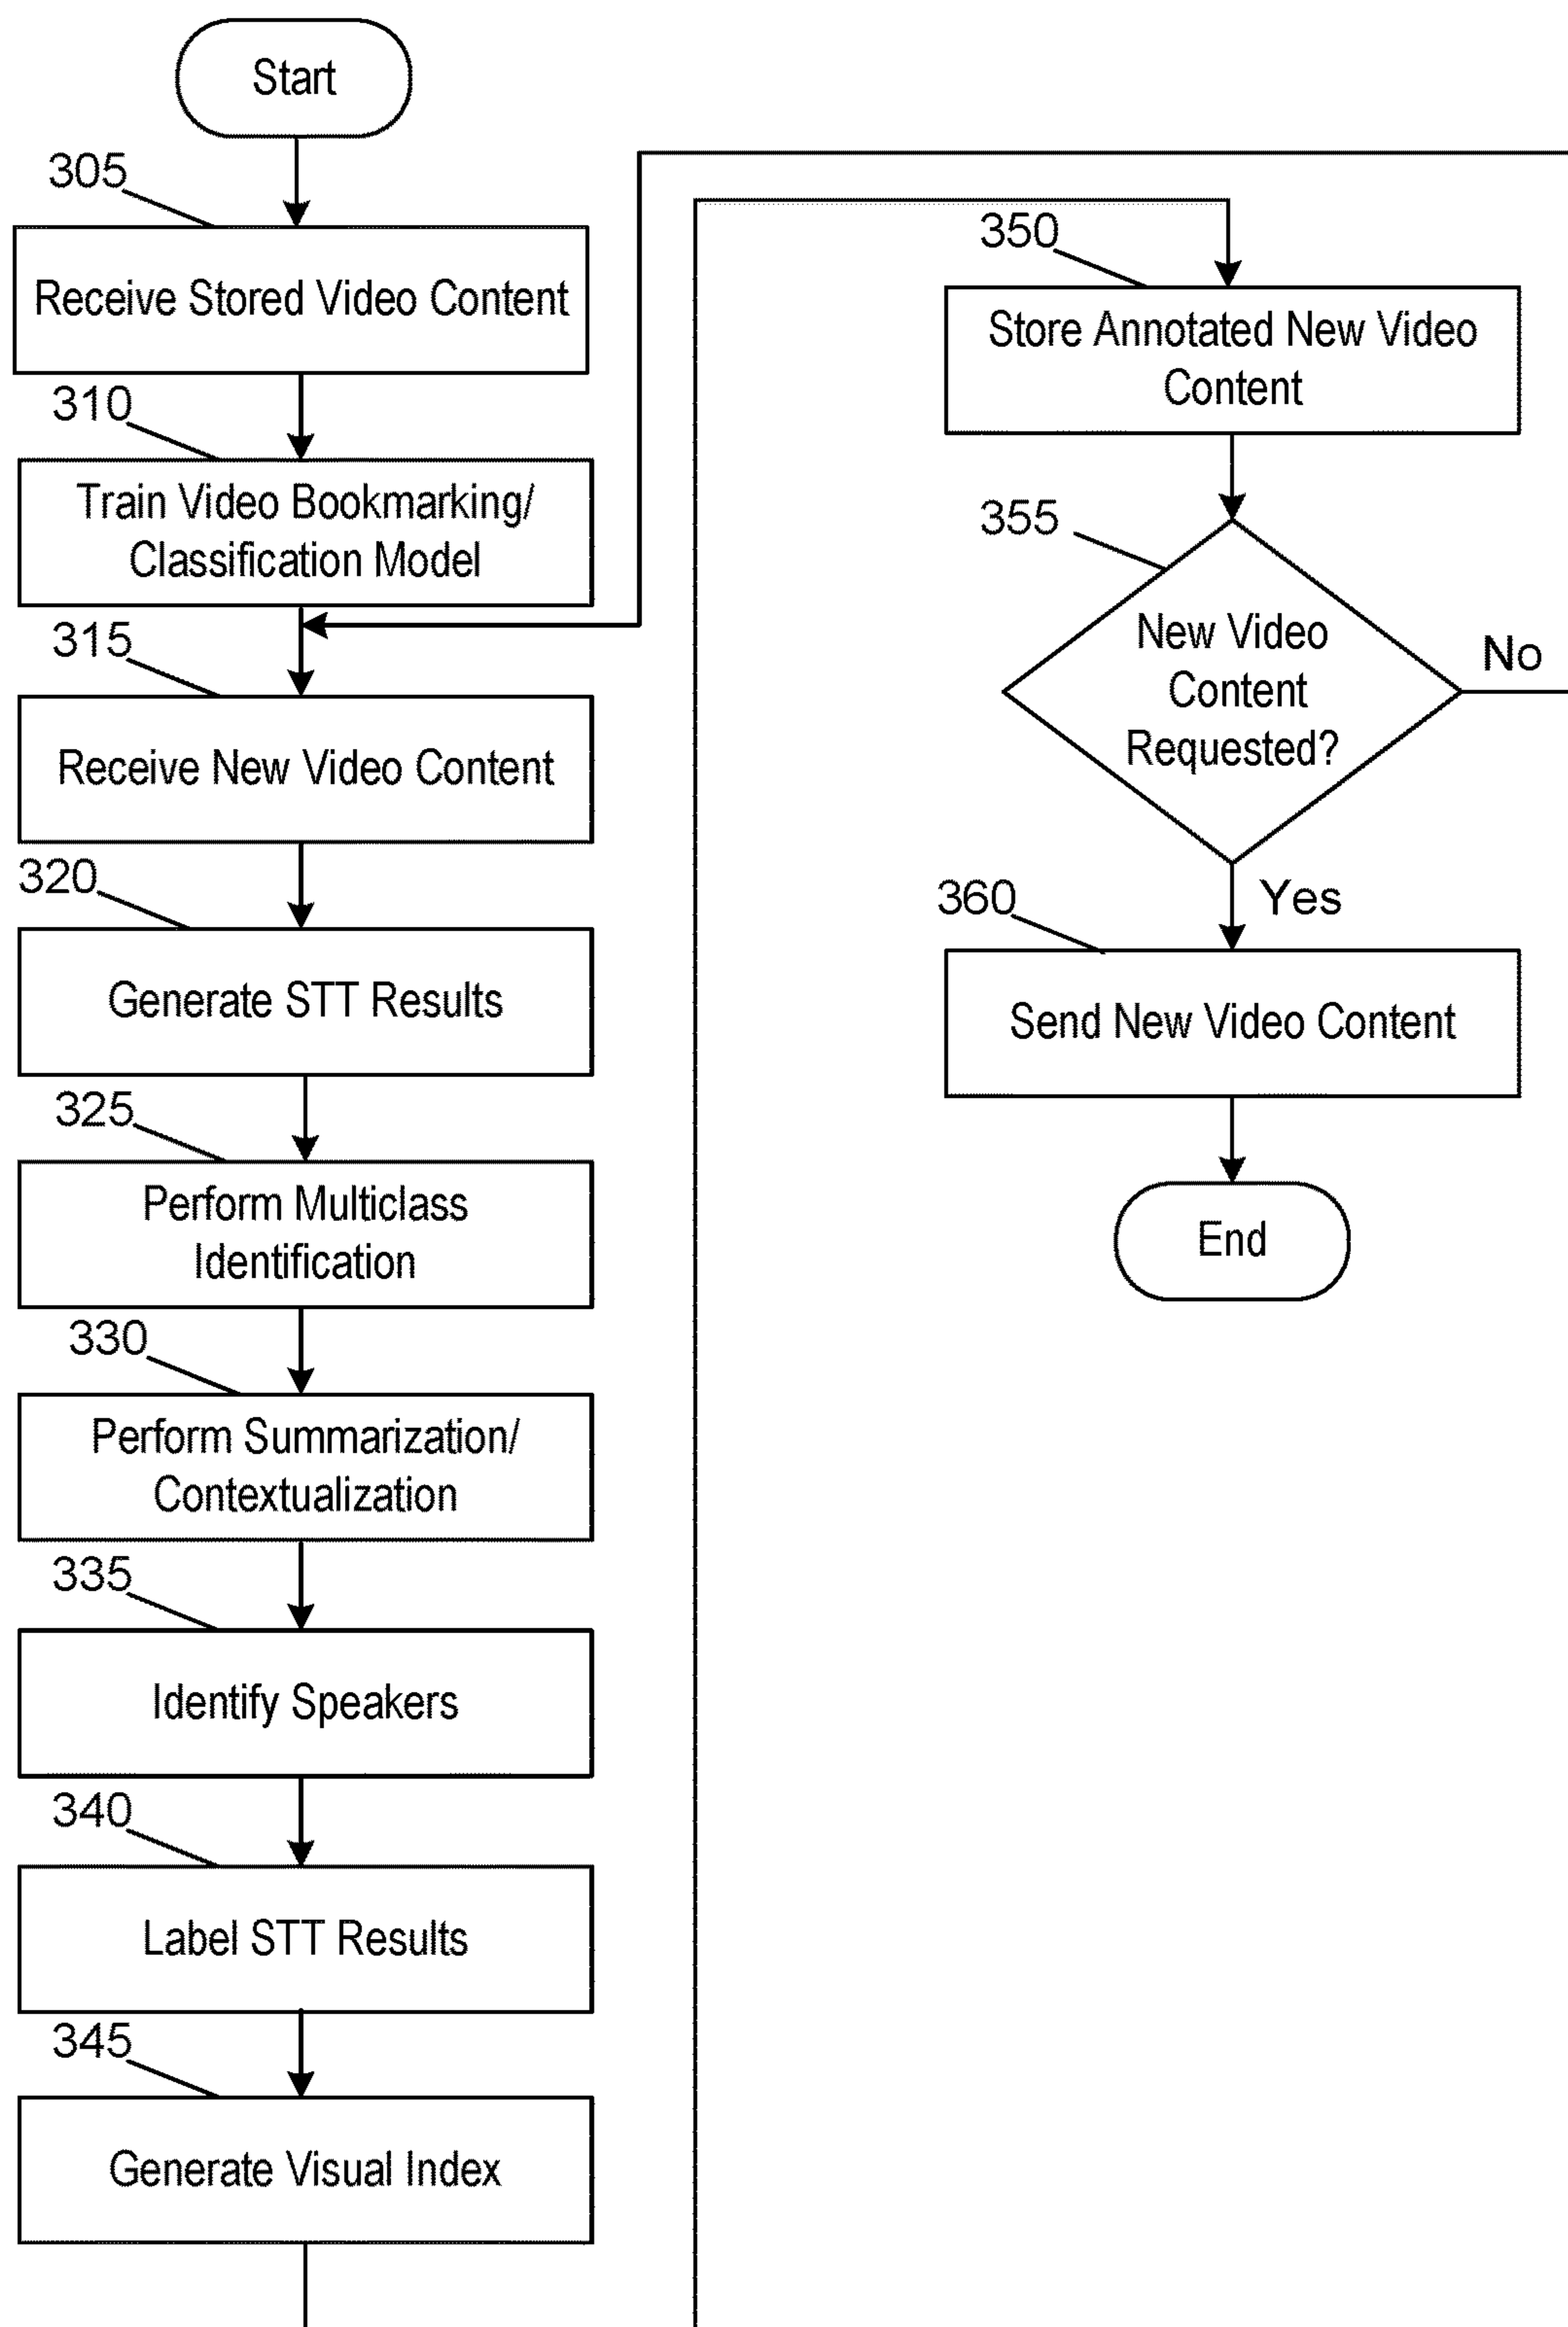 Start
305
Receive Stored Video Content
310
Train Video Bookmarking/
Classification Model
315
Receive New Video Content
320
Generate STT Results
325
Perform Multiclass
Identification
330
Perform Summarization/
Contextualization
335
Identify Speakers
340
Label STT Results
345
Generate Visual Index
350
Store Annotated New Video
Content
355
New Video
Content
Requested?
No
Yes
360
Send New Video Content
End